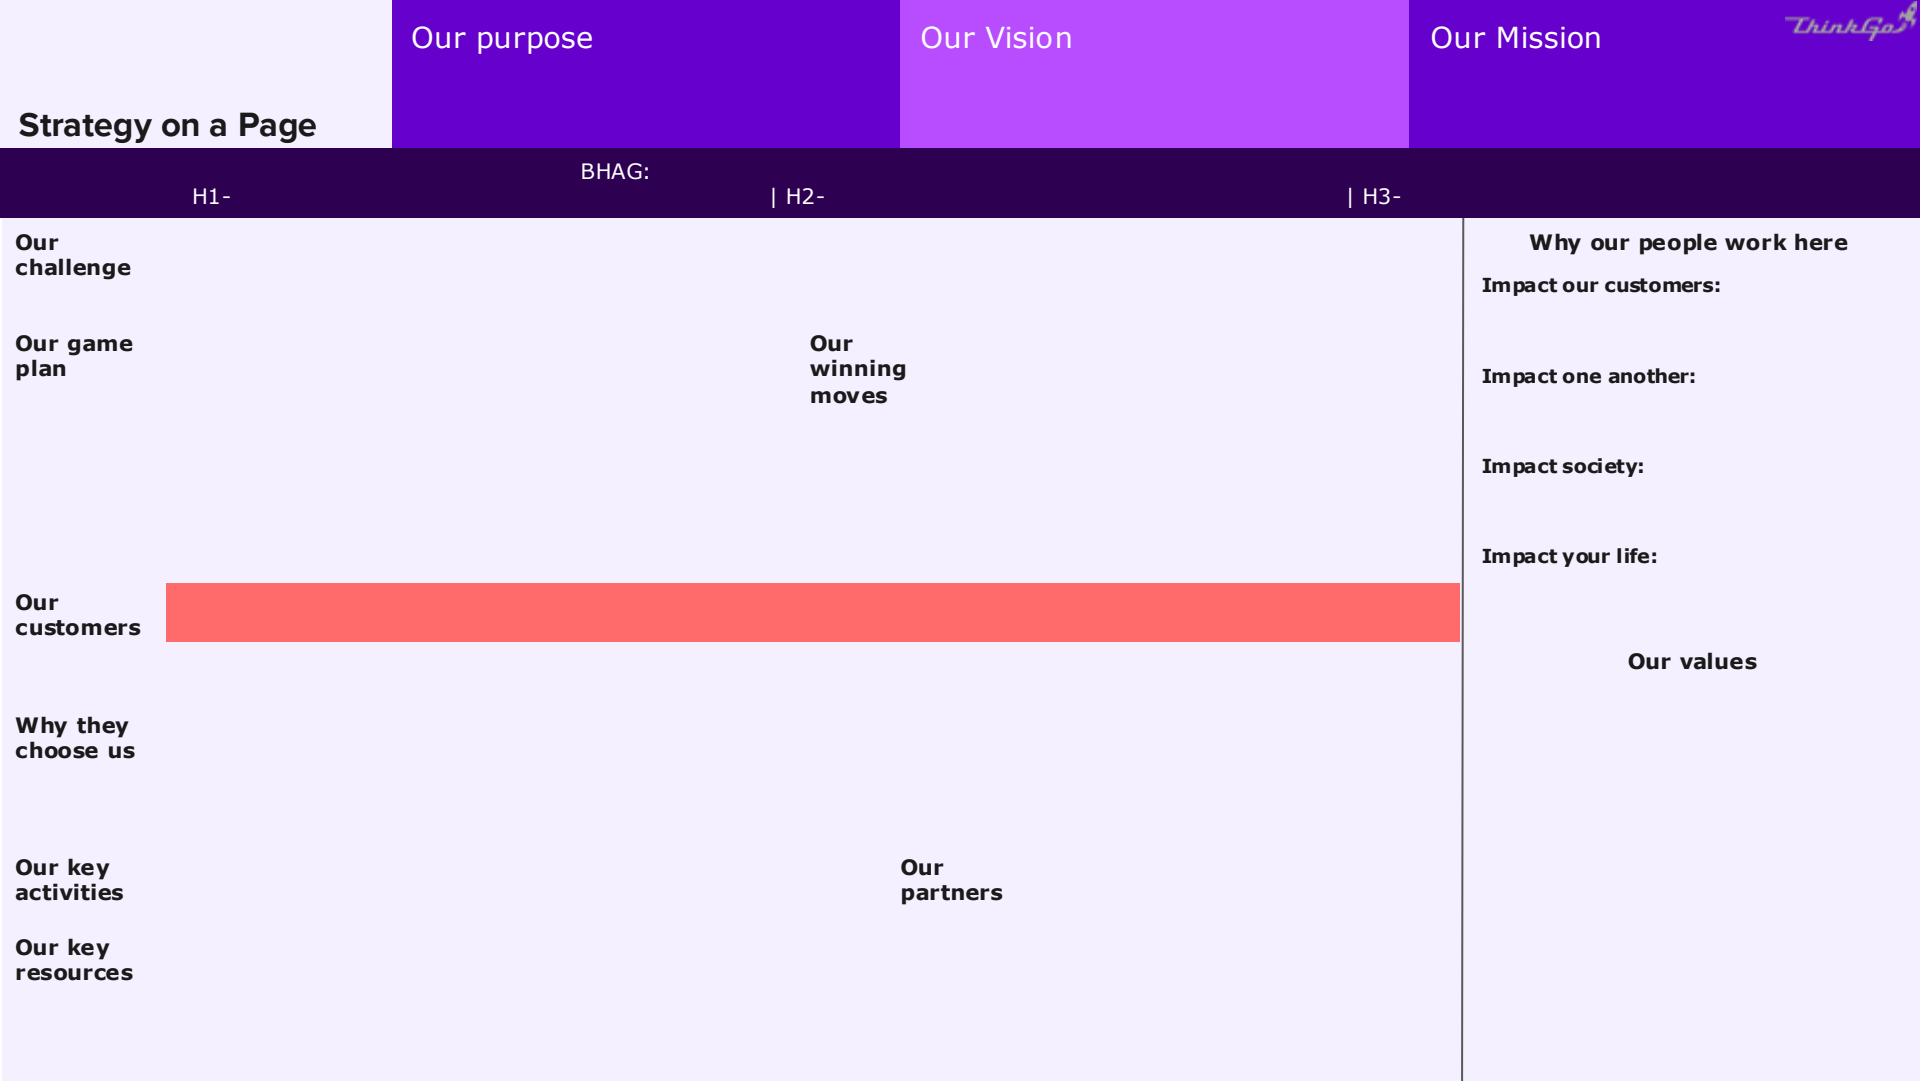 Our purpose
Our Vision
Our Mission
ThinkGo
Strategy on a Page
BHAG:
H1-
| H2-
| H3-
Our
challenge
Our game
plan
Our
winning
moves
Our
customers
Why they
choose us
Our key
activities
Our
partners
Our key
resources
Why our people work here
Impact our customers:
Impact one another:
Impact society:
Impact your life:
Our values